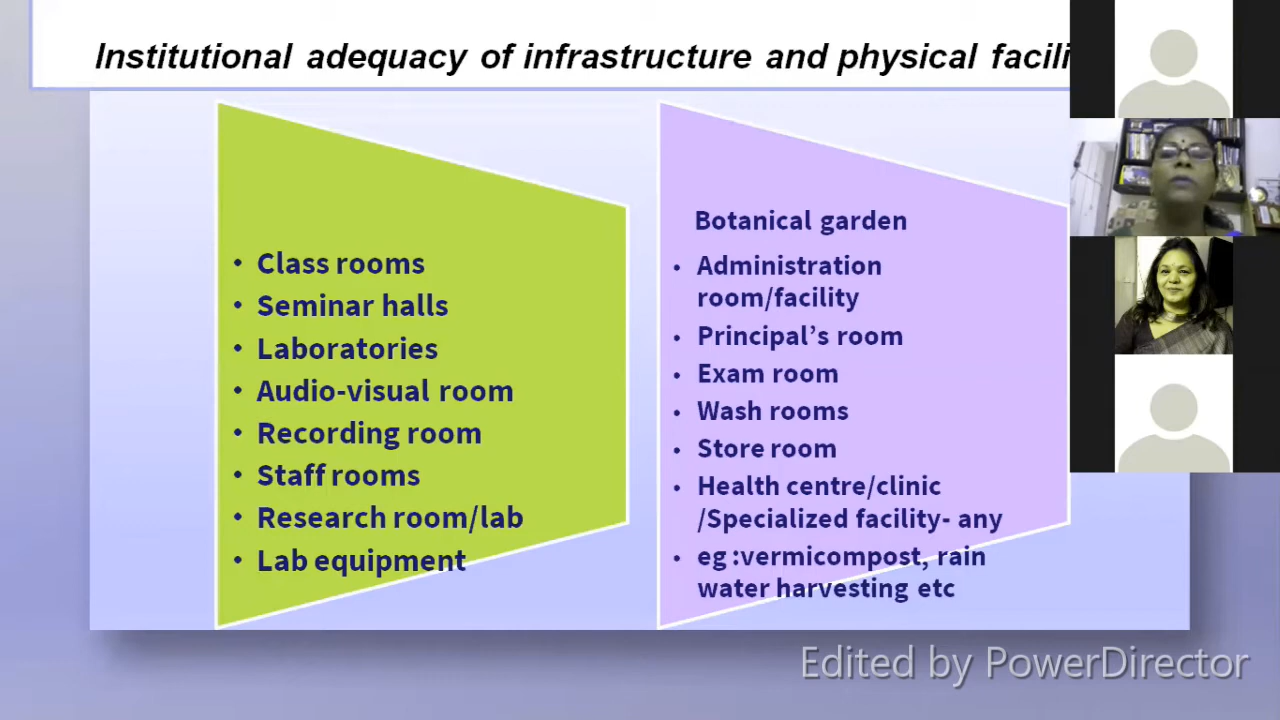 Institutional adequacy of infrastructure and physical facili
• Class rooms
• Seminar halls
• Laboratories
• Audio-visual room
• Recording room
• Staff rooms
• Research room/lab
• Lab equipment
Botanical garden
• Administration
room/facility
• Principal’s room
• Exam room
• Wash rooms
• Store room
• Health centre/clinic
/Specialized facility- any
• eg :vermicompost, rain
water harvesting etc
Edited by PowerDirector